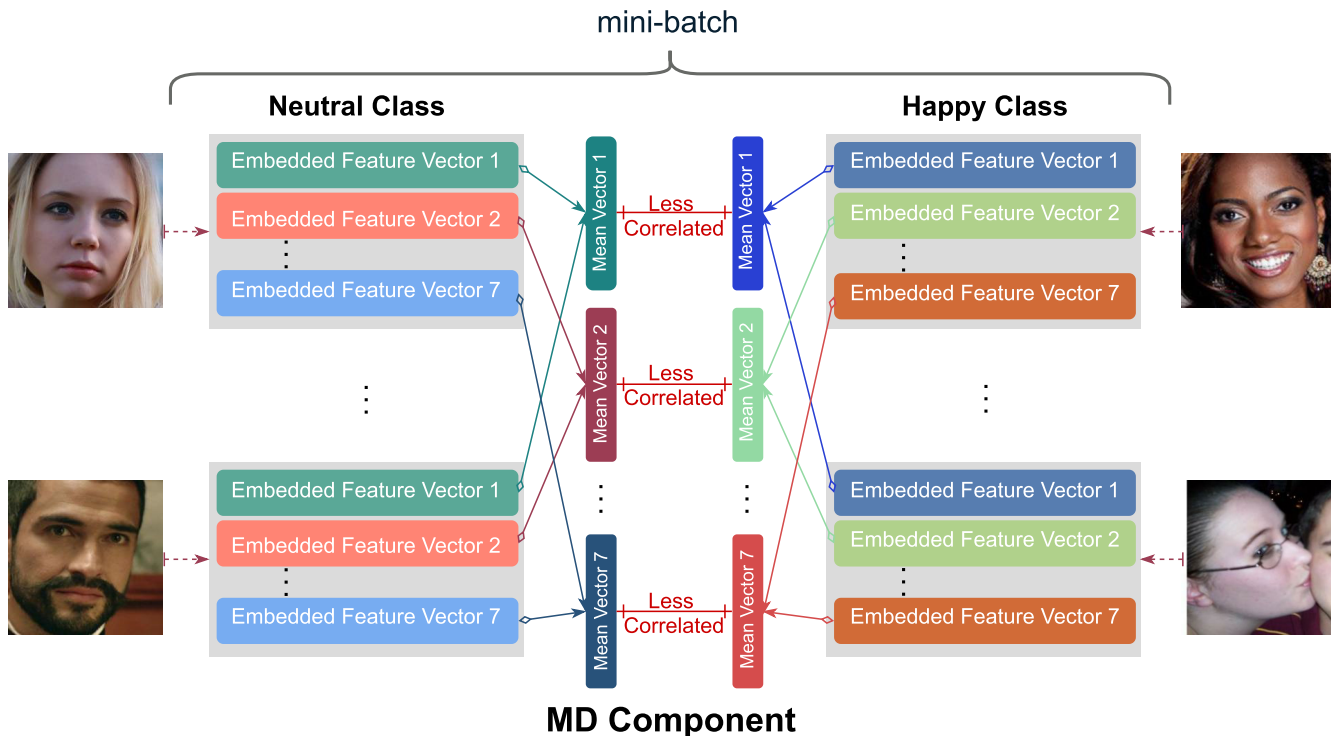 mini-batch
Neutral Class
Happy Class
Embedded Feature Vector 1
Embedded Feature Vector 2
Embedded Feature Vector 7
Mean Vector 1
Less
Correlated
Mean Vector 1
Embedded Feature Vector 1
Embedded Feature Vector 2
Embedded Feature Vector 7
Mean Vector 2
Less
Correlated
Mean Vector 2
Embedded Feature Vector 1
Embedded Feature Vector 2
Embedded Feature Vector 7
Mean Vector 7
Less
Correlated
Mean Vector 7
Embedded Feature Vector 1
Embedded Feature Vector 2
Embedded Feature Vector 7
MD Component